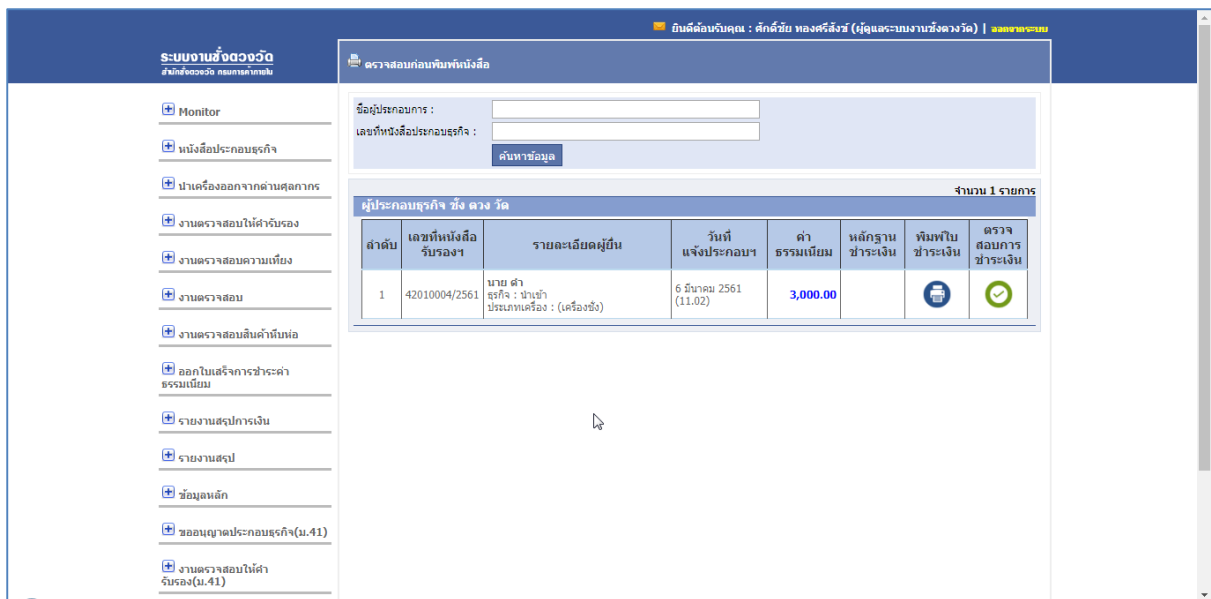 ยินดีต้อนรับคุณ : ศักดิ์ชัย ทองศรีสังข์ (ผู้ดูแลระบบงานชั่งตวงวัด) | ออกจากระบบ
ระบบงานชั่งตวงวัด
สำนักชั่งตวงวัด กรมการค้าภายใน
ตรวจสอบก่อนพิมพ์หนังสือ
Monitor
หนังสือประกอบธุรกิจ
นำเครื่องออกจากด่านศุลกากร
งานตรวจสอบให้คำรับรอง
งานตรวจสอบความเที่ยง
งานตรวจสอบ
งานตรวจสอบสินค้าหีบห่อ
ออกใบเสร็จการชำระค่า
ธรรมเนียม
รายงานสรุปการเงิน
รายงานสรุป
ข้อมูลหลัก
ขออนุญาตประกอบธุรกิจ(ม.41)
งานตรวจสอบให้คำ
รับรอง(ม.41)
ชื่อผู้ประกอบการ :
เลขที่หนังสือประกอบธุรกิจ :
ค้นหาข้อมูล
จำนวน 1 รายการ
ผู้ประกอบธุรกิจ ชั่ง ตวง วัด
ลำดับ
เลขที่หนังสือ
รับรองฯ
รายละเอียดผู้ยื่น
วันที่
แจ้งประกอบฯ
ค่า
ธรรมเนียม
หลักฐาน
ชำระเงิน
พิมพ์ใบ
ชำระเงิน
ตรวจ
สอบการ
ชำระเงิน
1
42010004/2561
นาย ดำ
ธุรกิจ : นำเข้า
ประเภทเครื่อง : (เครื่องชั่ง)
6 มีนาคม 2561
(11.02)
3,000.00